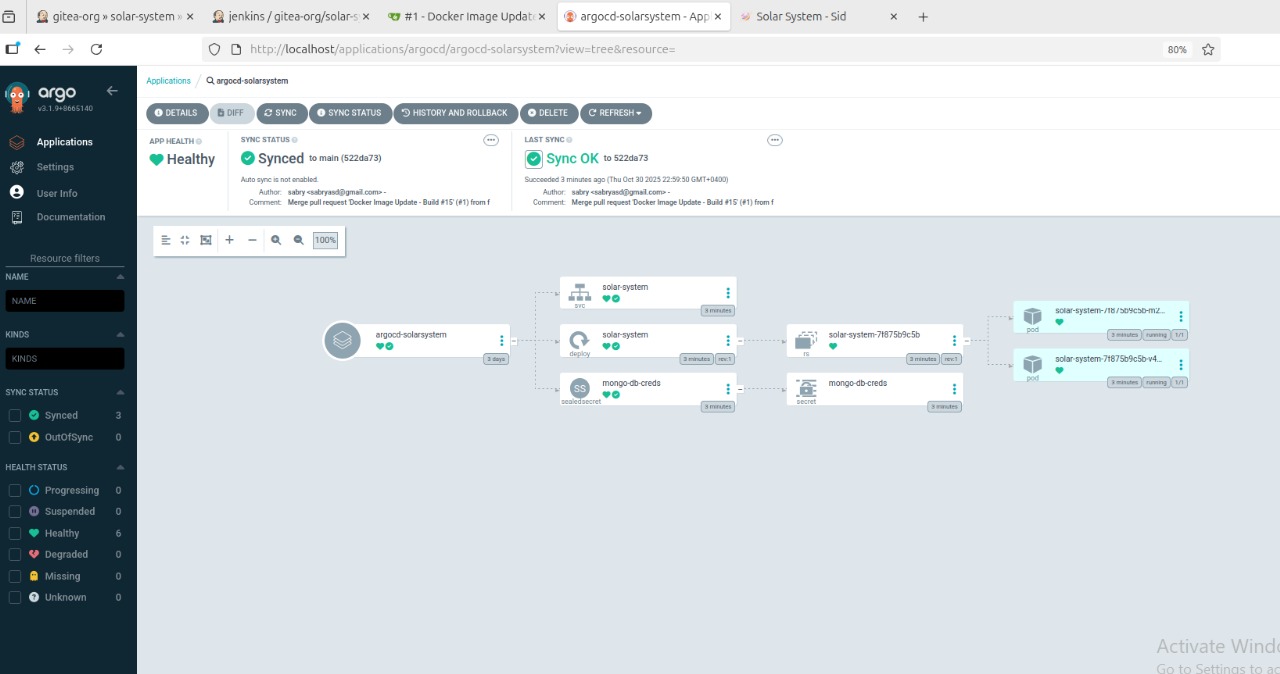 gitea-org » solar-system »
jenkins / gitea-org/solar-s
#1 - Docker Image Updat
argocd-solarsystem - App
Solar System - Sid
http://localhost/applications/argocd/argocd-solarsystem?view=tree&resource=
80%
argo
v3.1.9+8665140
Applications
Settings
User Info
Documentation
Resource filters
NAME
NAME
KINDS
KINDS
SYNC STATUS
Synced 3
OutOfSync 0
HEALTH STATUS
Progressing 0
Suspended 0
Healthy 6
Degraded 0
Missing 0
Unknown 0
Applications / argocd-solarsystem
DETAILS DIFF SYNC SYNC STATUS HISTORY AND ROLLBACK DELETE REFRESH
APP HEALTH
Healthy
SYNC STATUS
Synced to main (522da73)
Auto sync is not enabled.
Author: sabry <sabryasd@gmail.com> -
Comment: Merge pull request 'Docker Image Update - Build #15' (#1) from f
LAST SYNC
Sync OK to 522da73
Succeeded 3 minutes ago (Thu Oct 30 2025 22:59:50 GMT+0400)
Author: sabry <sabryasd@gmail.com> -
Comment: Merge pull request 'Docker Image Update - Build #15' (#1) from f
100%
argocd-solarsystem
3 days
solar-system
svc
3 minutes
solar-system
deploy
3 minutes rev:1
SS
mongo-db-creds
sealedsecret
3 minutes
solar-system-7f875b9c5b
rs
3 minutes rev:1
mongo-db-creds
secret
3 minutes
solar-system-7f875b9c5b-m2...
pod
3 minutes running 1/1
solar-system-7f875b9c5b-v4...
pod
3 minutes running 1/1
Activate Windo
Go to Settings to ac